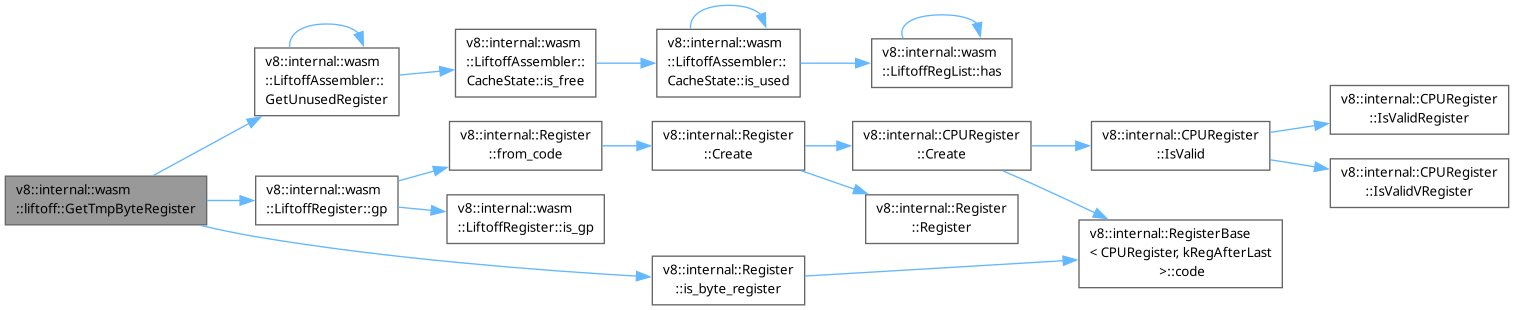 v8::internal::wasm
::liftoff::GetTmpByteRegister
v8::internal::wasm
::LiftoffAssembler::
GetUnusedRegister
v8::internal::wasm
::LiftoffAssembler::
CacheState::is_free
v8::internal::wasm
::LiftoffAssembler::
CacheState::is_used
v8::internal::wasm
::LiftoffRegList::has
v8::internal::wasm
::LiftoffRegister::gp
v8::internal::Register
::from_code
v8::internal::Register
::Create
v8::internal::CPURegister
::Create
v8::internal::CPURegister
::IsValid
v8::internal::CPURegister
::IsValidRegister
v8::internal::CPURegister
::IsValidVRegister
v8::internal::wasm
::LiftoffRegister::is_gp
v8::internal::Register
::Register
v8::internal::RegisterBase
< CPURegister, kRegAfterLast
>::code
v8::internal::Register
::is_byte_register